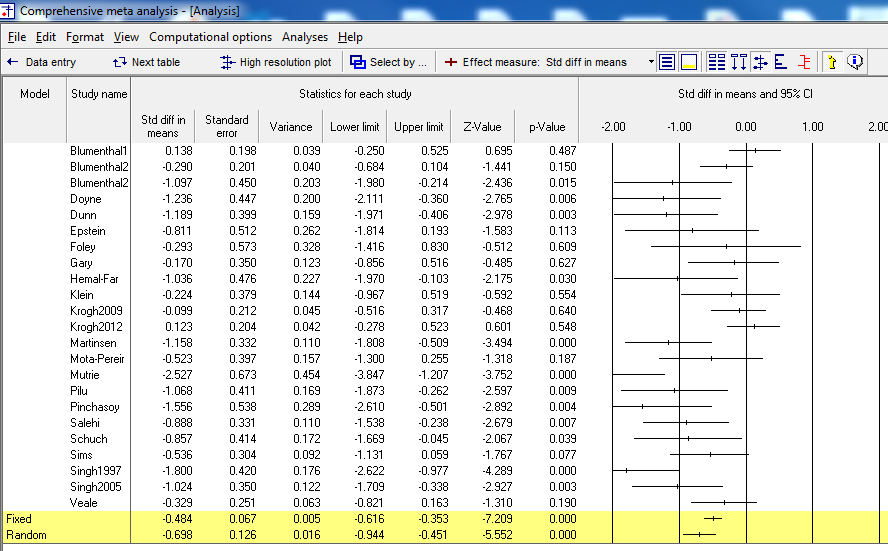 Comprehensive meta analysis - [Analysis]
File Edit Format View Computational options Analyses Help
Data entry Next table High resolution plot Select by ... Effect measure: Std diff in means
Model Study name Statistics for each study Std diff in means and 95% CI
Std diff in means Standard error Variance Lower limit Upper limit Z-Value p-Value -2.00 -1.00 0.00 1.00 2.00
Blumenthal1 0.138 0.198 0.039 -0.250 0.525 0.695 0.487
Blumenthal2 -0.290 0.201 0.040 -0.684 0.104 -1.441 0.150
Blumenthal2 -1.097 0.450 0.203 -1.980 -0.214 -2.436 0.015
Doyne -1.236 0.447 0.200 -2.111 -0.360 -2.765 0.006
Dunn -1.189 0.399 0.159 -1.971 -0.406 -2.978 0.003
Epstein -0.811 0.512 0.262 -1.814 0.193 -1.583 0.113
Foley -0.293 0.573 0.328 -1.416 0.830 -0.512 0.609
Gary -0.170 0.350 0.123 -0.856 0.516 -0.485 0.627
Hemal-Far -1.036 0.476 0.227 -1.970 -0.103 -2.175 0.030
Klein -0.224 0.379 0.144 -0.967 0.519 -0.592 0.554
Krogh2009 -0.099 0.212 0.045 -0.516 0.317 -0.468 0.640
Krogh2012 0.123 0.204 0.042 -0.278 0.523 0.601 0.548
Martinsen -1.158 0.332 0.110 -1.808 -0.509 -3.494 0.000
Mota-Pereir -0.523 0.397 0.157 -1.300 0.255 -1.318 0.187
Mutrie -2.527 0.673 0.454 -3.847 -1.207 -3.752 0.000
Pilu -1.068 0.411 0.169 -1.873 -0.262 -2.597 0.009
Pinchasoy -1.556 0.538 0.289 -2.610 -0.501 -2.892 0.004
Salehi -0.888 0.331 0.110 -1.538 -0.238 -2.679 0.007
Schuch -0.857 0.414 0.172 -1.669 -0.045 -2.067 0.039
Sims -0.536 0.304 0.092 -1.131 0.059 -1.767 0.077
Singh1997 -1.800 0.420 0.176 -2.622 -0.977 -4.289 0.000
Singh2005 -1.024 0.350 0.122 -1.709 -0.338 -2.927 0.003
Veale -0.329 0.251 0.063 -0.821 0.163 -1.310 0.190
Fixed -0.484 0.067 0.005 -0.616 -0.353 -7.209 0.000
Random -0.698 0.126 0.016 -0.944 -0.451 -5.552 0.000